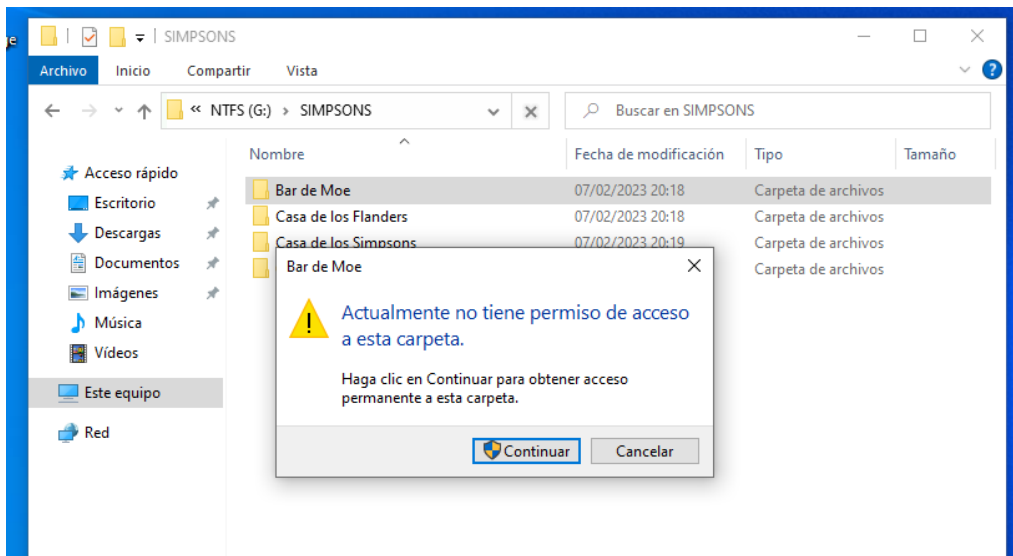 ge
SIMPSONS
Archivo Inicio Compartir Vista
« NTFS (G:) > SIMPSONS
Buscar en SIMPSONS
Nombre Fecha de modificación Tipo Tamaño
Acceso rápido
Escritorio
Descargas
Documentos
Imágenes
Música
Vídeos
Este equipo
Red
Bar de Moe 07/02/2023 20:18 Carpeta de archivos
Casa de los Flanders 07/02/2023 20:18 Carpeta de archivos
Casa de los Simpsons 07/02/2023 20:19 Carpeta de archivos
Carpeta de archivos
Bar de Moe
Actualmente no tiene permiso de acceso
a esta carpeta.
Haga clic en Continuar para obtener acceso
permanente a esta carpeta.
Continuar Cancelar